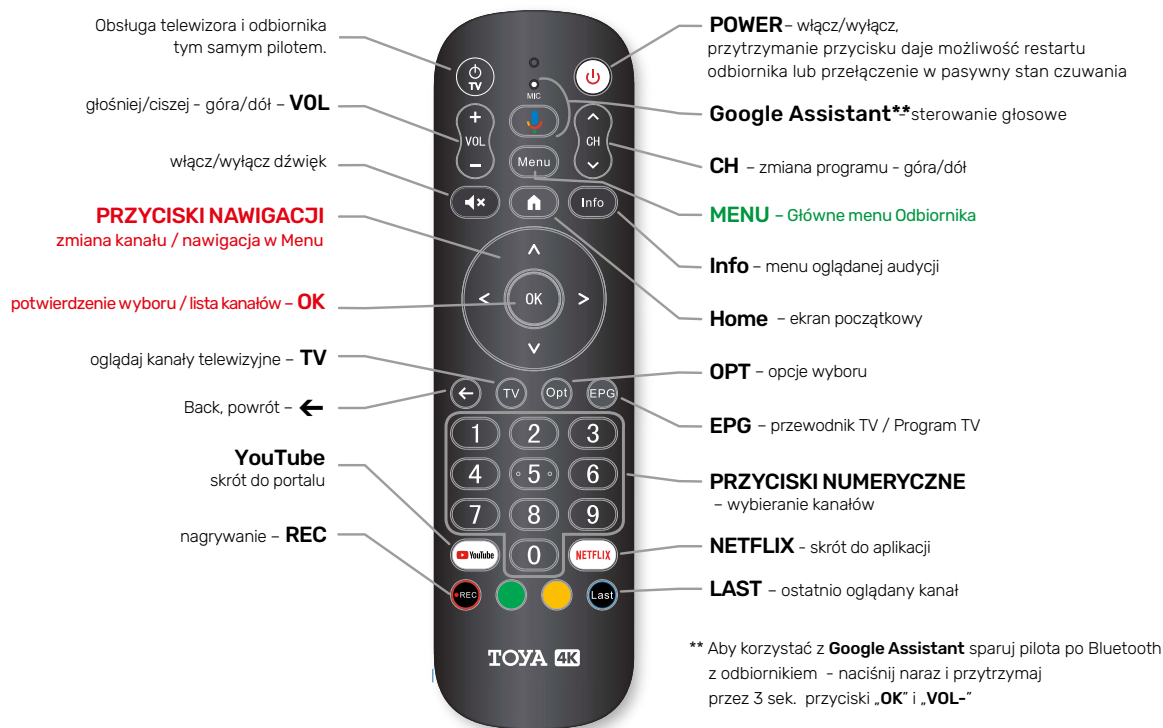 Obsługa telewizora i odbiornika
tym samym pilotem.
głośniej/ciszej - góra/dół – VOL
włącz/wyłącz dźwięk
PRZYCISKI NAWIGACJI
zmiana kanału / nawigacja w Menu
potwierdzenie wyboru / lista kanałów – OK
oglądaj kanały telewizyjne – TV
Back, powrót – ←
YouTube
skrót do portalu
nagrywanie – REC
TV
MIC
+
VOL
–
CH
Menu
Info
OK
TV
Opt
EPG
1
2
3
4
5
6
7
8
9
YouTube
0
NETFLIX
REC
Last
TOYA 4K
POWER – włącz/wyłącz,
przytrzymanie przycisku daje możliwość restartu
odbiornika lub przełączenie w pasywny stan czuwania
Google Assistant** – sterowanie głosowe
CH – zmiana programu - góra/dół
MENU – Główne menu Odbiornika
Info – menu oglądanej audycji
Home – ekran początkowy
OPT – opcje wyboru
EPG – przewodnik TV / Program TV
PRZYCISKI NUMERYCZNE
– wybieranie kanałów
NETFLIX - skrót do aplikacji
LAST – ostatnio oglądany kanał
** Aby korzystać z Google Assistant sparuj pilota po Bluetooth
z odbiornikiem - naciśnij naraz i przytrzymaj
przez 3 sek. przyciski „OK” i „VOL-”